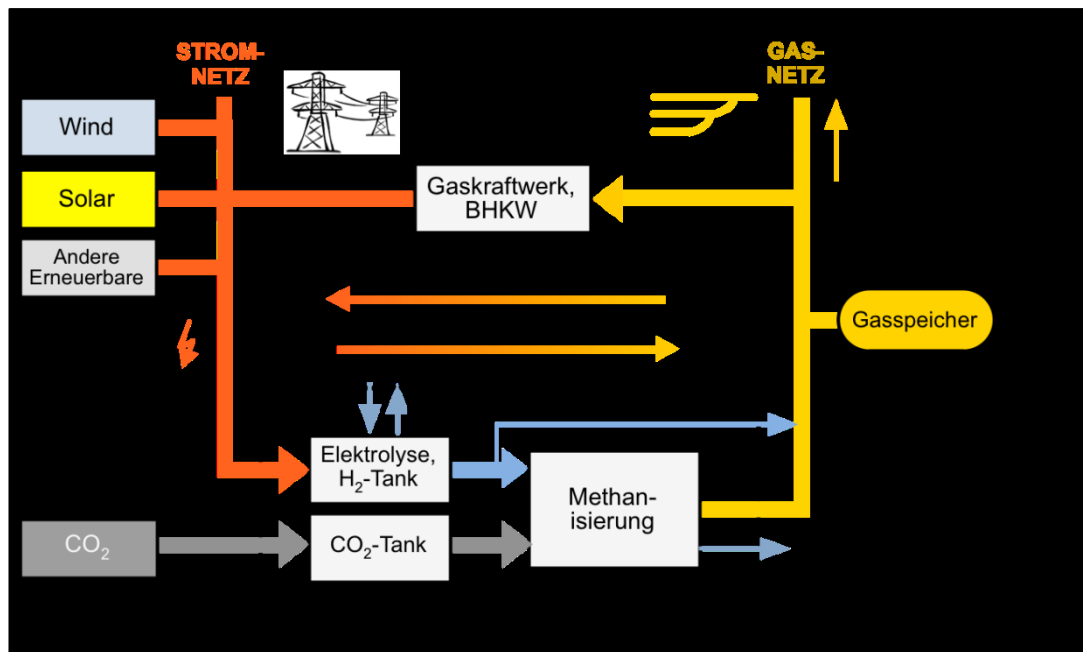 STROM-
NETZ
GAS-
NETZ
Wind
Solar
Gaskraftwerk,
BHKW
Andere
Erneuerbare
Gasspeicher
Elektrolyse,
H₂-Tank
Methan-
isierung
CO₂
CO₂-Tank